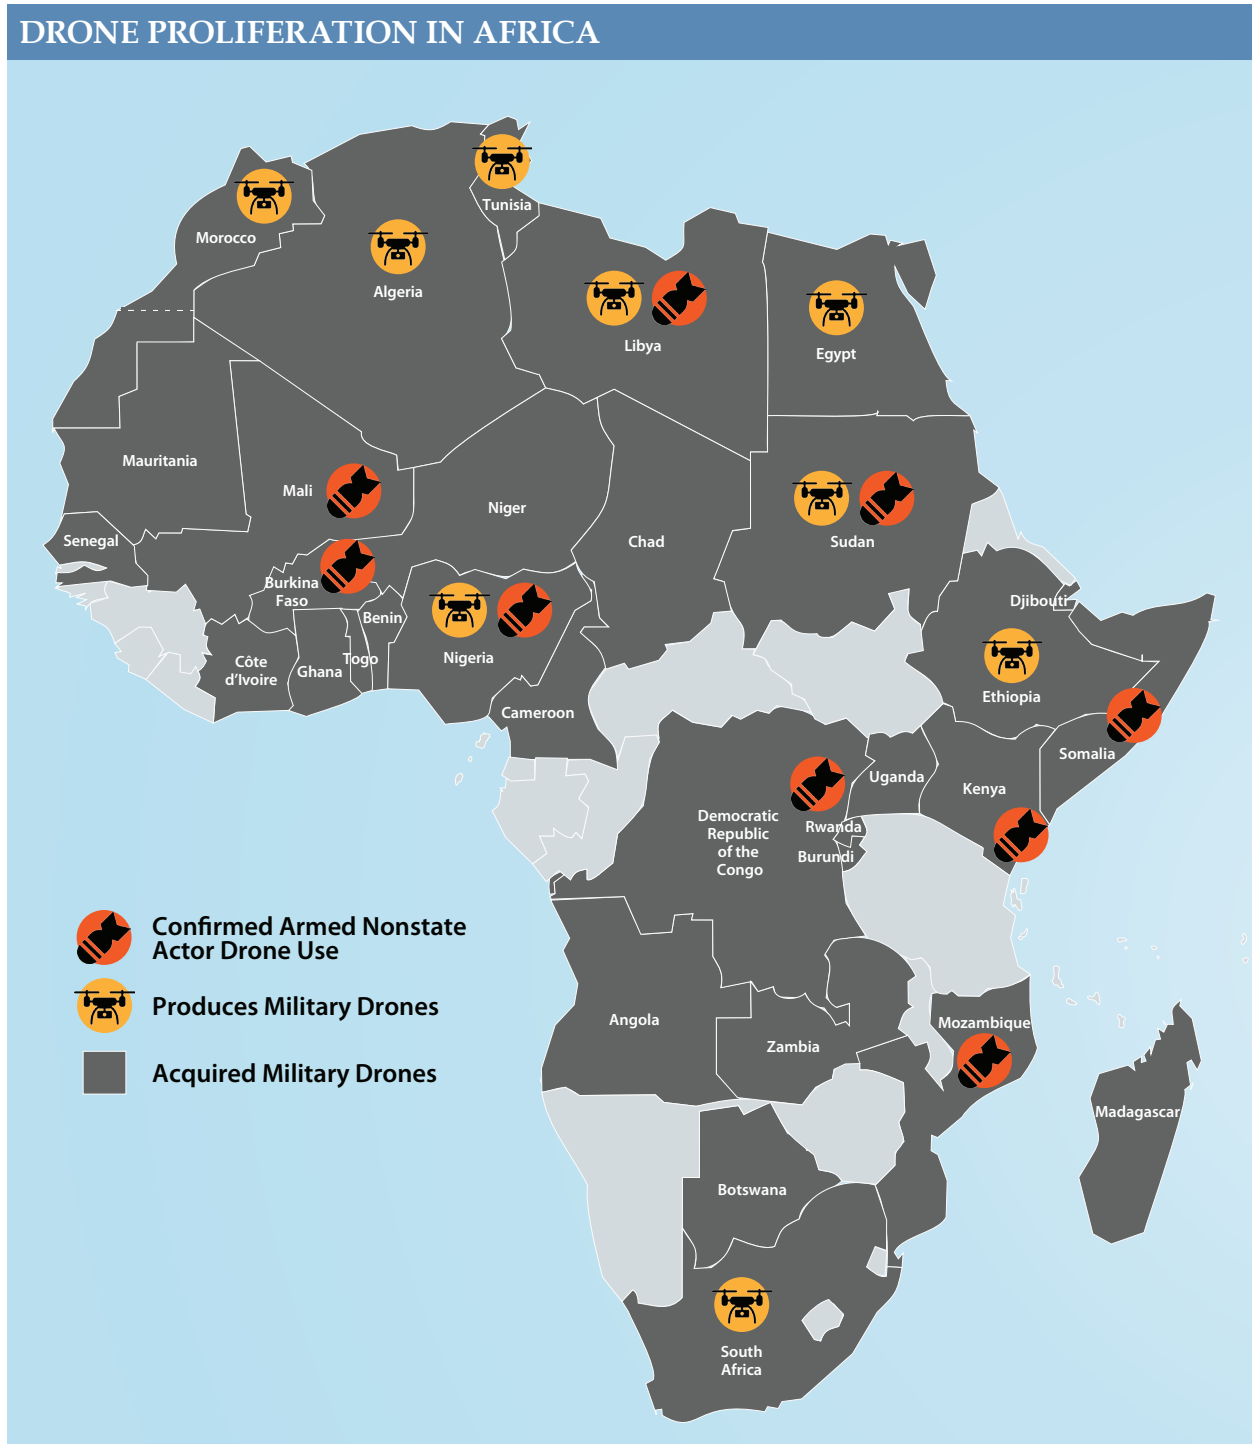 DRONE PROLIFERATION IN AFRICA
Tunisia
Morocco
Algeria
Libya
Egypt
Mauritania
Mali
Niger
Senegal
Chad
Sudan
Burkina
Faso
Benin
Djibouti
Côte
d'Ivoire
Ghana
Togo
Nigeria
Ethiopia
Cameroon
Somalia
Uganda
Kenya
Democratic
Republic
of the
Congo
Rwanda
Burundi
Confirmed Armed Nonstate
Actor Drone Use
Produces Military Drones
Acquired Military Drones
Angola
Mozambique
Zambia
Madagascar
Botswana
South
Africa